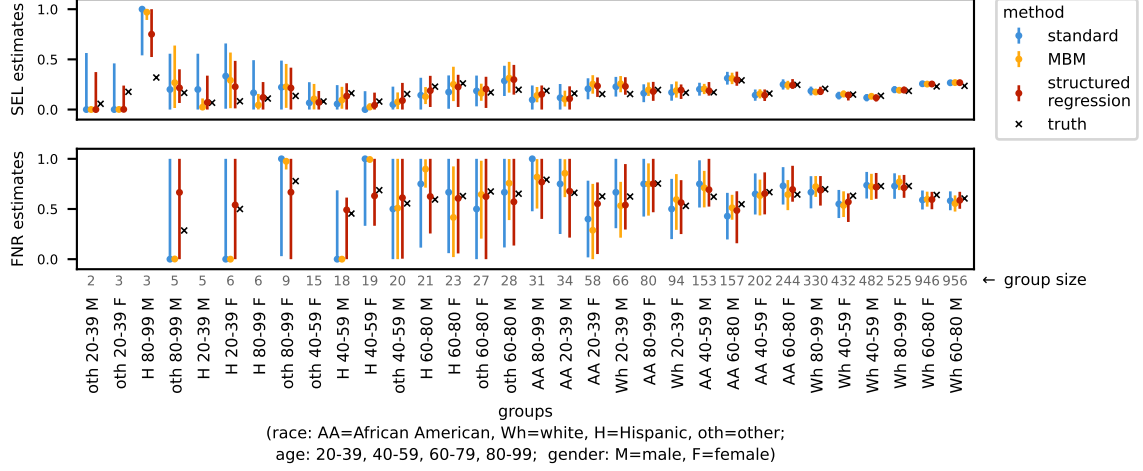 SEL estimates
1.0
0.5
0.0
FNR estimates
1.0
0.5
0.0
method
standard
MBM
structured
regression
truth
2 3 3 5 5 6 6 9 15 18 19 20 21 23 27 28 31 34 58 66 80 94 153 157 202 244 330 432 482 525 946 956
← group size
oth 20-39 M
oth 20-39 F
H 80-99 M
oth 80-99 M
H 20-39 M
H 20-39 F
H 80-99 F
oth 80-99 F
oth 40-59 F
H 40-59 M
H 40-59 F
oth 40-59 M
H 60-80 M
H 60-80 F
oth 60-80 F
oth 60-80 M
AA 80-99 M
AA 20-39 M
AA 20-39 F
Wh 20-39 M
AA 80-99 F
Wh 20-39 F
AA 40-59 M
AA 60-80 M
AA 40-59 F
AA 60-80 F
Wh 80-99 M
Wh 40-59 F
Wh 40-59 M
Wh 80-99 F
Wh 60-80 F
Wh 60-80 M
groups
(race: AA=African American, Wh=white, H=Hispanic, oth=other;
age: 20-39, 40-59, 60-79, 80-99; gender: M=male, F=female)